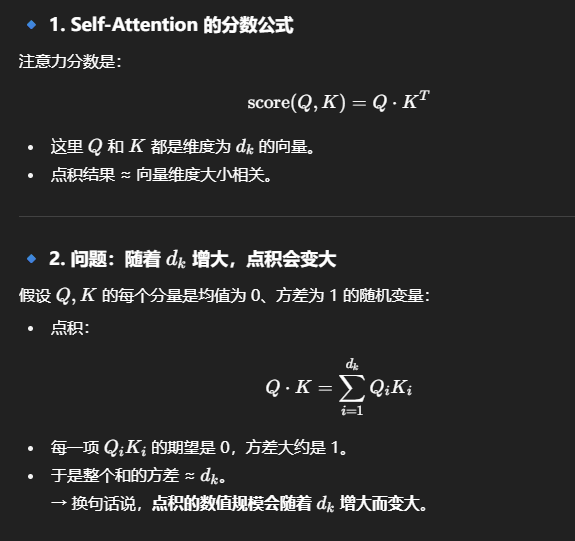 🔹 1. Self-Attention 的分数公式
注意力分数是：
score(Q, K) = Q · K^T
• 这里 Q 和 K 都是维度为 d_k 的向量。
• 点积结果 ≈ 向量维度大小相关。
🔹 2. 问题：随着 d_k 增大，点积会变大
假设 Q, K 的每个分量是均值为 0、方差为 1 的随机变量：
• 点积：
Q · K = ∑_{i=1}^{d_k} Q_i K_i
• 每一项 Q_i K_i 的期望是 0，方差大约是 1。
• 于是整个和的方差 ≈ d_k。
→ 换句话说，点积的数值规模会随着 d_k 增大而变大。